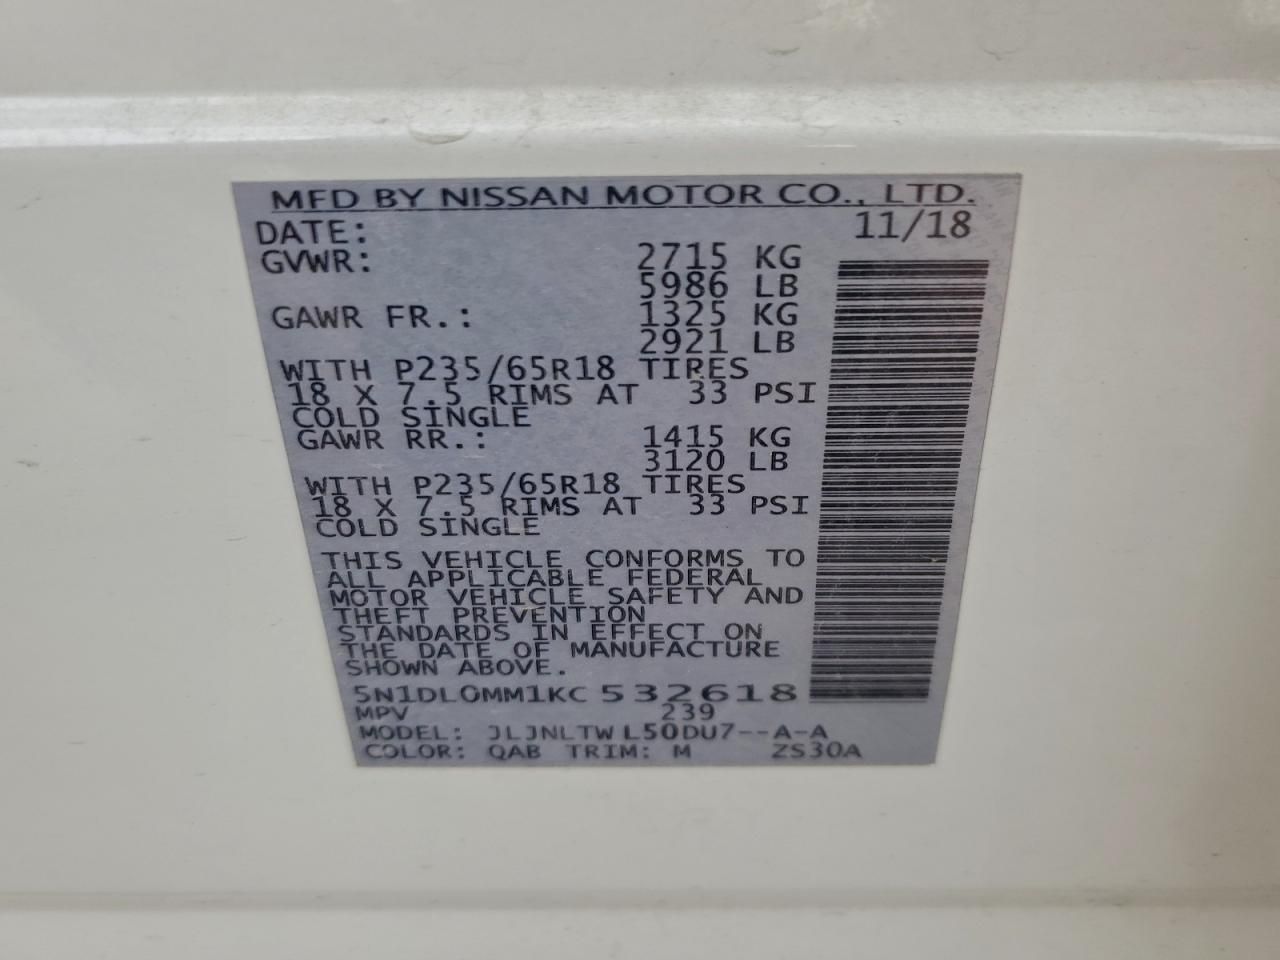 MFD BY NISSAN MOTOR CO., LTD.
DATE: 11/18
GVWR: 2715 KG
5986 LB
GAWR FR.: 1325 KG
2921 LB
WITH P235/65R18 TIRES
18 X 7.5 RIMS AT 33 PSI
COLD SINGLE
GAWR RR.: 1415 KG
3120 LB
WITH P235/65R18 TIRES
18 X 7.5 RIMS AT 33 PSI
COLD SINGLE
THIS VEHICLE CONFORMS TO
ALL APPLICABLE FEDERAL
MOTOR VEHICLE SAFETY AND
THEFT PREVENTION
STANDARDS IN EFFECT ON
THE DATE OF MANUFACTURE
SHOWN ABOVE.
5N1DL0MM1KC 532618
MPV 239
MODEL: JLJNLTW L50DU7--A-A
COLOR: QAB TRIM: M ZS30A